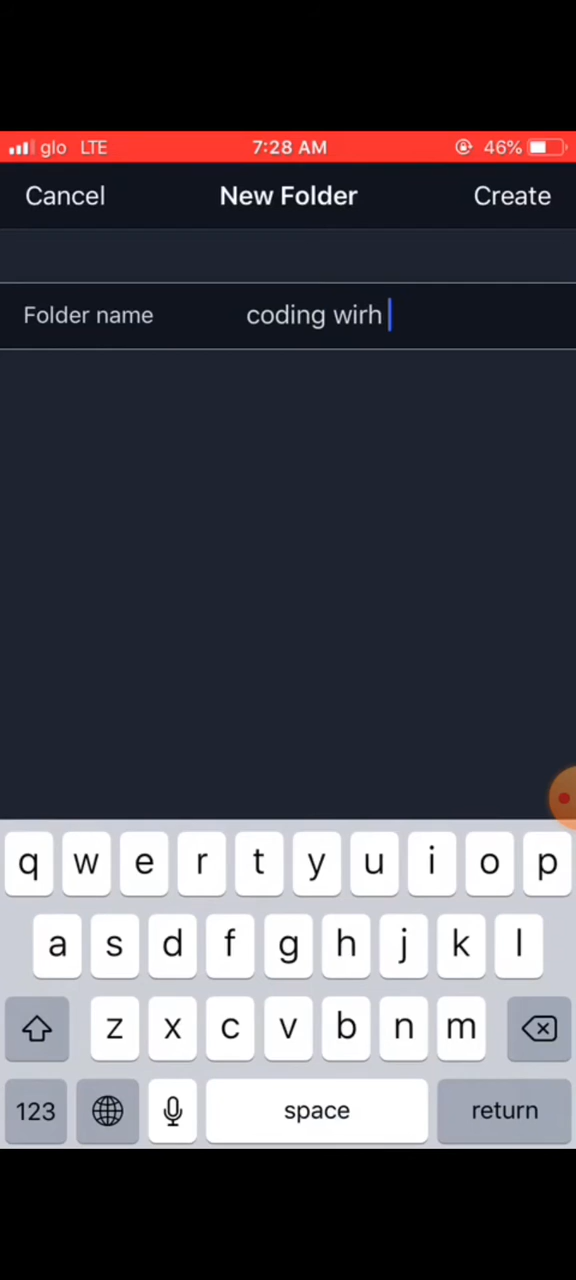 glo LTE 7:28 AM 46%
Cancel New Folder Create
Folder name coding wirh
q w e r t y u i o p
a s d f g h j k l
z x c v b n m
123 space return